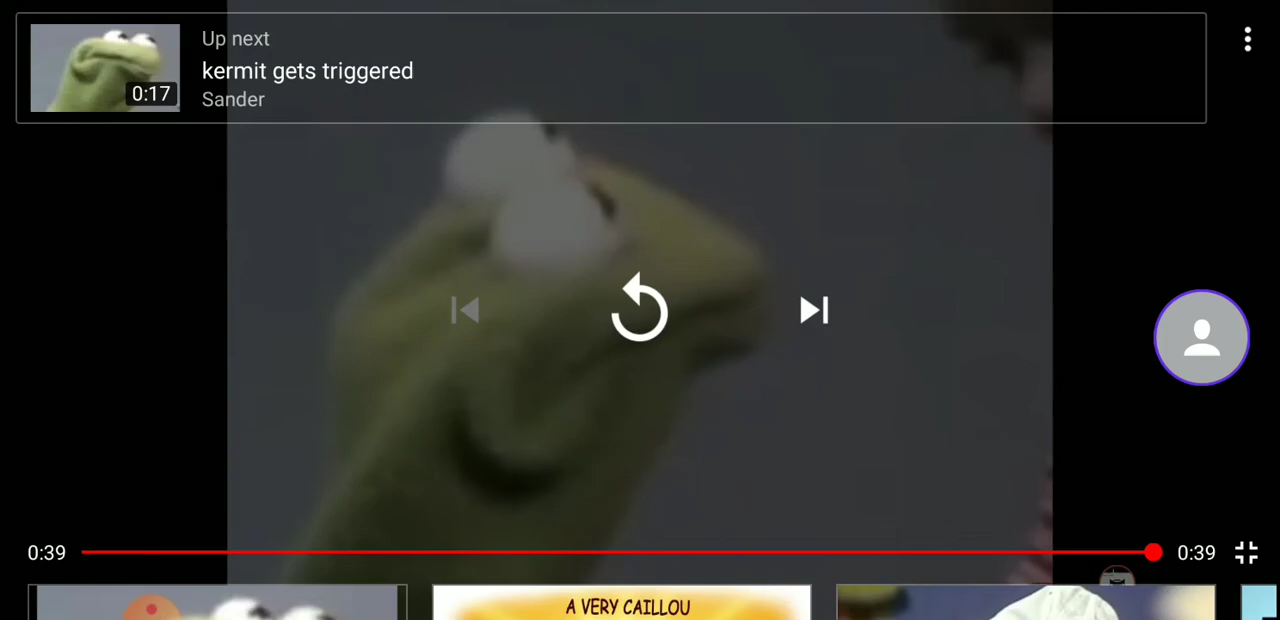 Up next
kermit gets triggered
0:17
Sander
0:39
0:39
A VERY CAILLOU